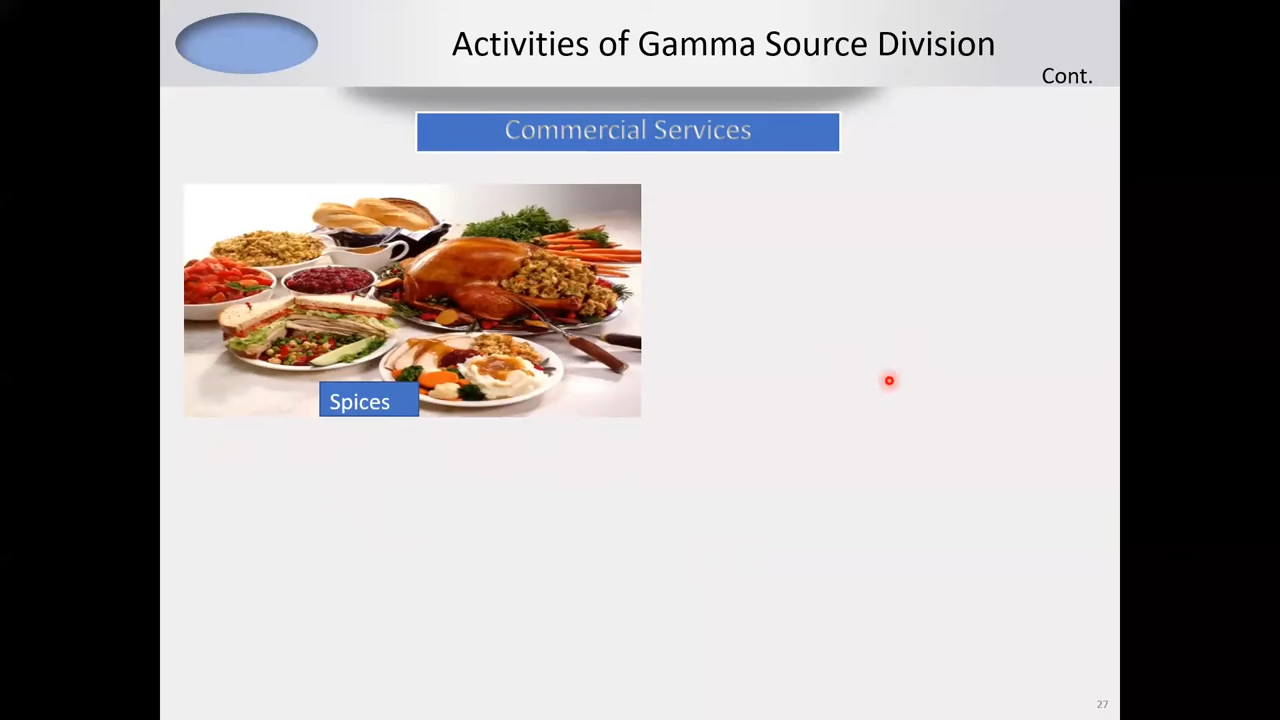 Activities of Gamma Source Division
Cont.
Commercial Services
Spices
27